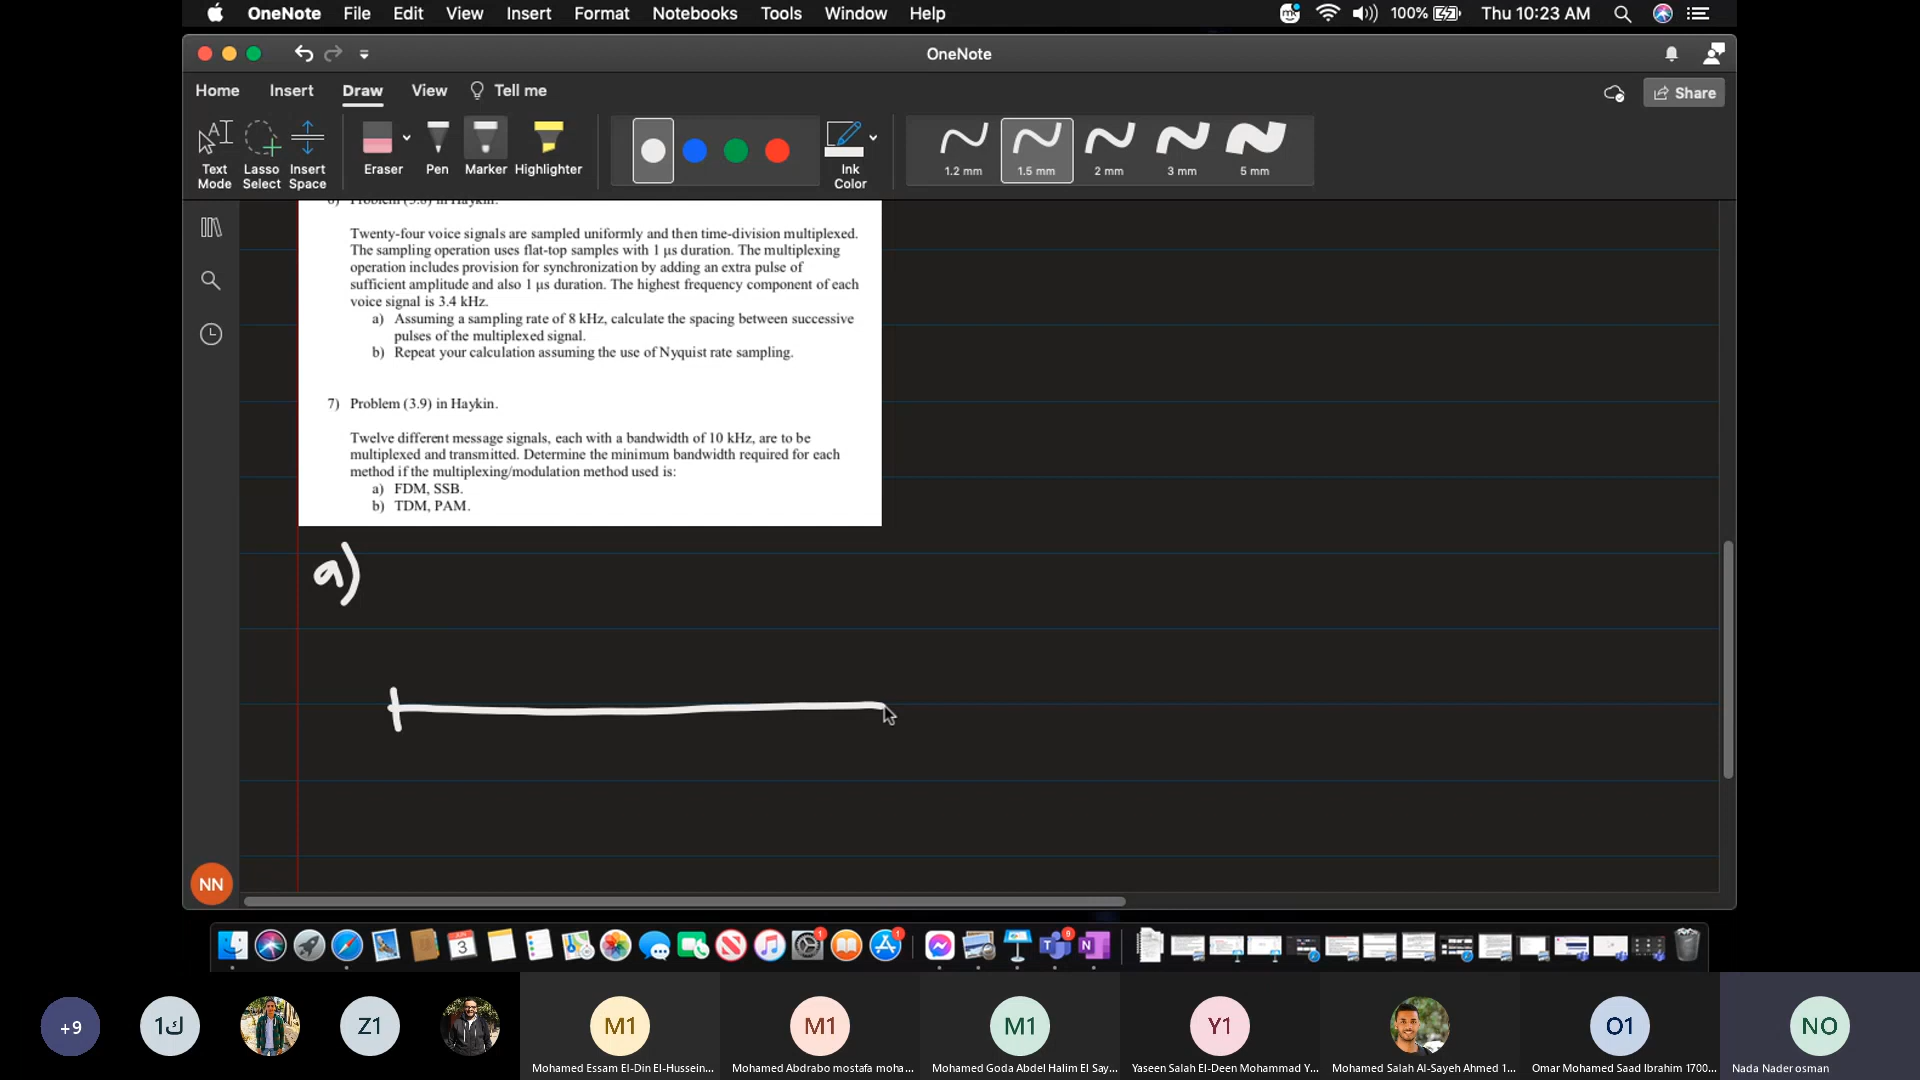 OneNote File Edit View Insert Format Notebooks Tools Window Help
100% Thu 10:23 AM
OneNote
Home Insert Draw View Tell me
Share
Text Mode
Lasso Select
Insert Space
Eraser
Pen
Marker
Highlighter
Ink Color
1.2 mm
1.5 mm
2 mm
3 mm
5 mm
6) Problem (3.8) in Haykin.
Twenty-four voice signals are sampled uniformly and then time-division multiplexed.
The sampling operation uses flat-top samples with 1 μs duration. The multiplexing
operation includes provision for synchronization by adding an extra pulse of
sufficient amplitude and also 1 μs duration. The highest frequency component of each
voice signal is 3.4 kHz.
a) Assuming a sampling rate of 8 kHz, calculate the spacing between successive
pulses of the multiplexed signal.
b) Repeat your calculation assuming the use of Nyquist rate sampling.
7) Problem (3.9) in Haykin.
Twelve different message signals, each with a bandwidth of 10 kHz, are to be
multiplexed and transmitted. Determine the minimum bandwidth required for each
method if the multiplexing/modulation method used is:
a) FDM, SSB.
b) TDM, PAM.
a)
NN
3
1
1
9
+9
1ك
Z1
M1
M1
M1
Y1
O1
NO
Mohamed Essam El-Din El-Hussein...
Mohamed Abdrabo mostafa moha...
Mohamed Goda Abdel Halim El Say...
Yaseen Salah El-Deen Mohammad Y...
Mohamed Salah Al-Sayeh Ahmed 1...
Omar Mohamed Saad Ibrahim 1700...
Nada Nader osman